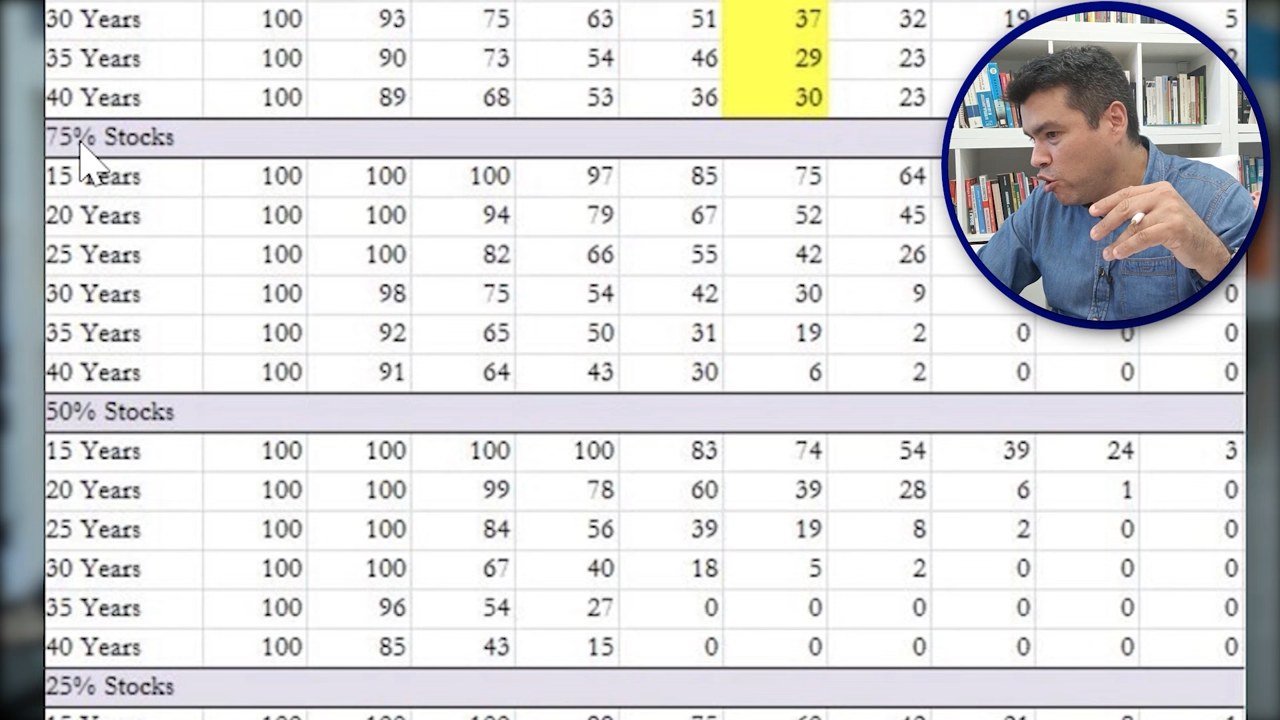 30 Years 100 93 75 63 51 37 32 19 5
35 Years 100 90 73 54 46 29 23
40 Years 100 89 68 53 36 30 23
75% Stocks
15 Years 100 100 100 97 85 75 64
20 Years 100 100 94 79 67 52 45
25 Years 100 100 82 66 55 42 26
30 Years 100 98 75 54 42 30 9 0
35 Years 100 92 65 50 31 19 2 0 0 0
40 Years 100 91 64 43 30 6 2 0 0 0
50% Stocks
15 Years 100 100 100 100 83 74 54 39 24 3
20 Years 100 100 99 78 60 39 28 6 1 0
25 Years 100 100 84 56 39 19 8 2 0 0
30 Years 100 100 67 40 18 5 2 0 0 0
35 Years 100 96 54 27 0 0 0 0 0 0
40 Years 100 85 43 15 0 0 0 0 0 0
25% Stocks